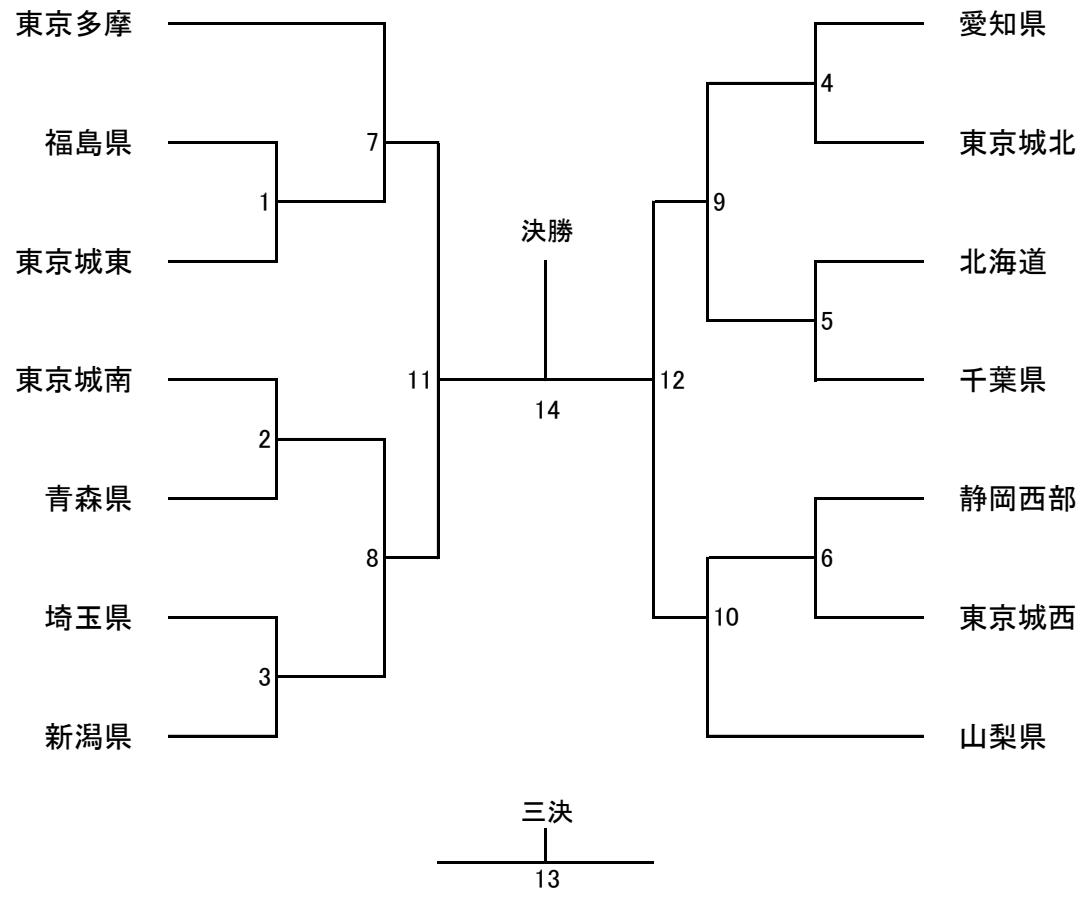 東京多摩
福島県
東京城東
東京城南
青森県
埼玉県
新潟県
1
2
3
7
8
11
決勝
14
12
9
10
4
5
6
愛知県
東京城北
北海道
千葉県
静岡西部
東京城西
山梨県
三決
13